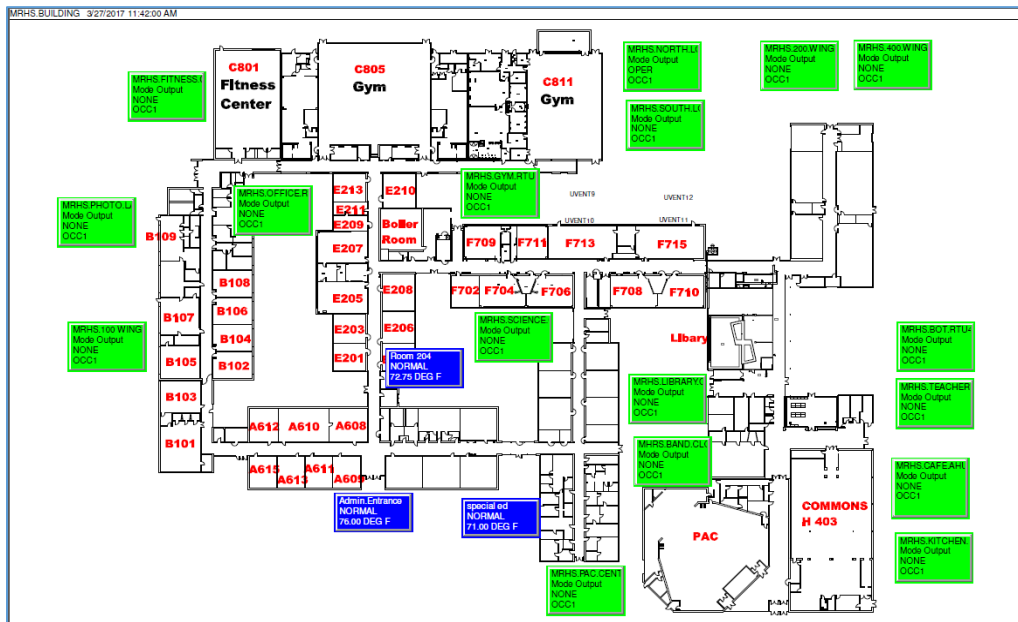 MRHS.BUILDING 3/27/2017 11:42:00 AM
C801
Fitness
Center
C805
Gym
C811
Gym
MRHS.FITNESS.
Mode Output
NONE
OCC1
MRHS.NORTH.L
Mode Output
OPER
OCC1
MRHS.200.WING
Mode Output
NONE
OCC1
MRHS.400.WING
Mode Output
NONE
OCC1
MRHS.SOUTH.L
Mode Output
NONE
OCC1
MRHS.PHOTO.
Mode Output
NONE
OCC1
MRHS.OFFICE.R
Mode Output
NONE
OCC1
MRHS.GYM.RTU
Mode Output
NONE
OCC1
UVENT9
UVENT12
UVENT10
UVENT11
E213
E211
E209
E207
E210
Boiler
Room
F709
F711
F713
F715
B109
B108
B107
B106
B105
B104
B103
B102
B101
E205
E203
E201
E208
E206
F702
F704
F706
F708
F710
MRHS.100.WING
Mode Output
NONE
OCC1
MRHS.SCIENCE.
Mode Output
NONE
OCC1
Room 204
NORMAL
72.75 DEG F
Libary
MRHS.BOT.RTU-
Mode Output
NONE
OCC1
MRHS.LIBRARY.
Mode Output
NONE
OCC1
MRHS.TEACHER
Mode Output
NONE
OCC1
A612
A610
A608
A615
A613
A611
A609
MRHS.BAND.CL
Mode Output
NONE
OCC1
MRHS.CAFE.AH
Mode Output
NONE
OCC1
Admin.Entrance
NORMAL
76.00 DEG F
special ed
NORMAL
71.00 DEG F
PAC
COMMONS
H 403
MRHS.KITCHEN.
Mode Output
NONE
OCC1
MRHS.PAC.CENT
Mode Output
NONE
OCC1